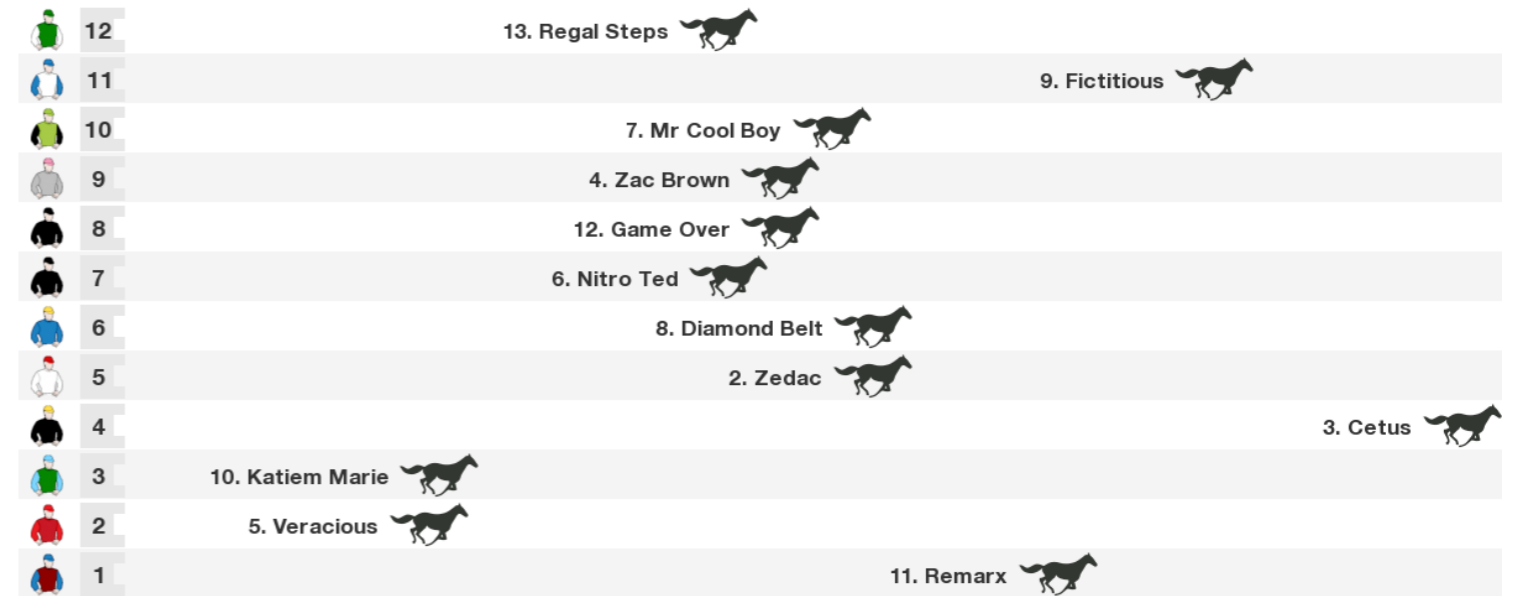 12 13. Regal Steps
11 9. Fictitious
10 7. Mr Cool Boy
9 4. Zac Brown
8 12. Game Over
7 6. Nitro Ted
6 8. Diamond Belt
5 2. Zedac
4 3. Cetus
3 10. Katiem Marie
2 5. Veracious
1 11. Remarx